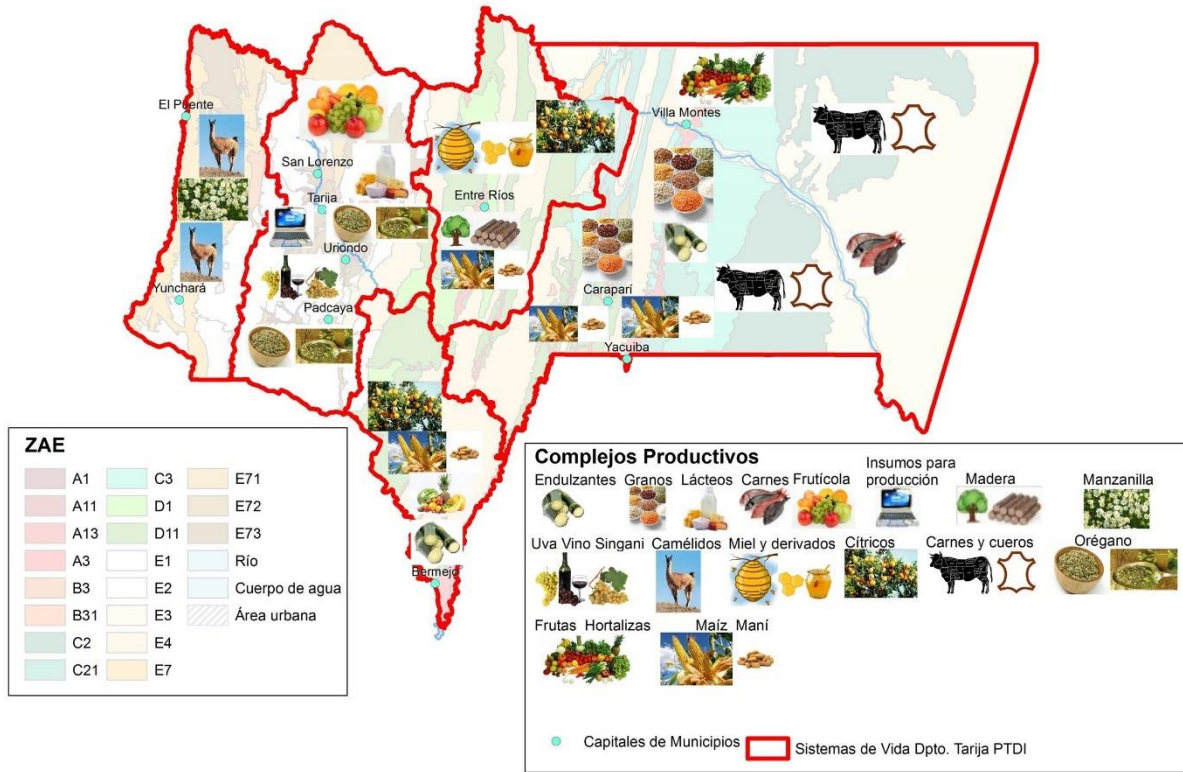 El Puente
San Lorenzo
Tarija
Uriondo
Yunchará
Padcaya
Entre Ríos
Villa Montes
Caraparí
Yacuiba
Bermejo
ZAE
A1
A11
A13
A3
B3
B31
C2
C21
C3
D1
D11
E1
E2
E3
E4
E7
E71
E72
E73
Río
Cuerpo de agua
Área urbana
Complejos Productivos
Endulzantes Granos Lácteos Carnes Frutícola Insumos para producción Madera Manzanilla
Uva Vino Singani Camélidos Miel y derivados Cítricos Carnes y cueros Orégano
Frutas Hortalizas Maíz Maní
Capitales de Municipios Sistemas de Vida Dpto. Tarija PTDI